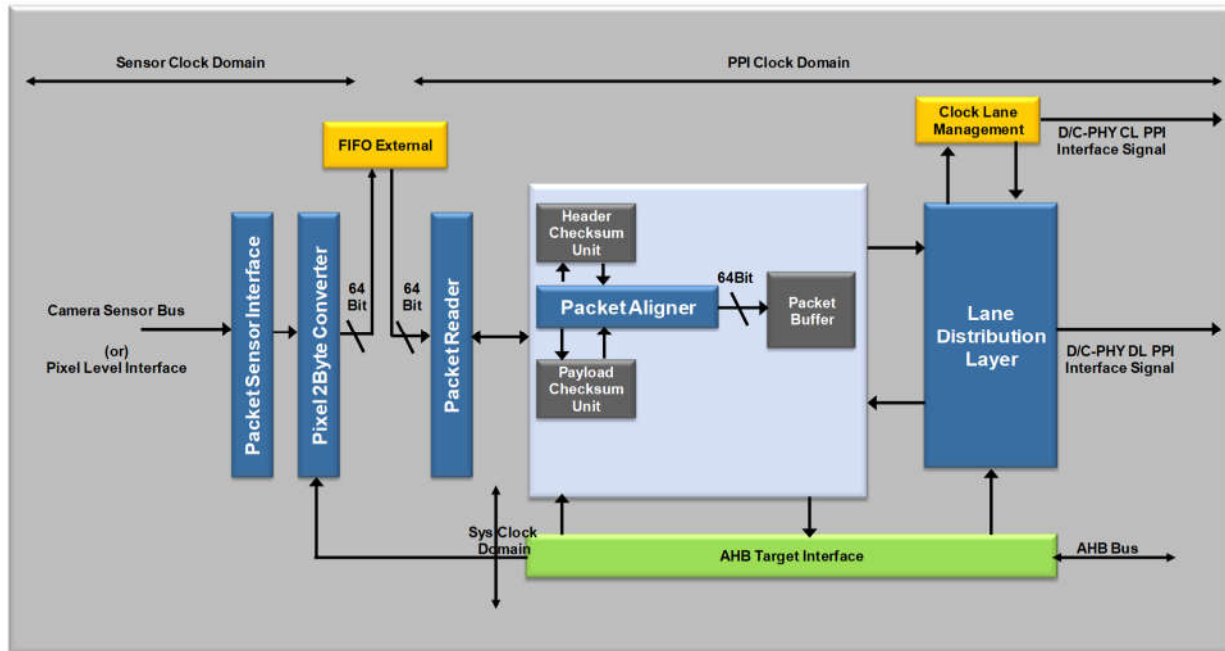 Sensor Clock Domain
PPI Clock Domain
FIFO External
Clock Lane
Management
D/C-PHY CL PPI
Interface Signal
Camera Sensor Bus
(or)
Pixel Level Interface
Packet Sensor Interface
Pixel 2Byte Converter
64
Bit
64
Bit
Packet Reader
Header
Checksum
Unit
Packet Aligner
64Bit
Packet
Buffer
Payload
Checksum
Unit
Lane
Distribution
Layer
D/C-PHY DL PPI
Interface Signal
Sys Clock
Domain
AHB Target Interface
AHB Bus